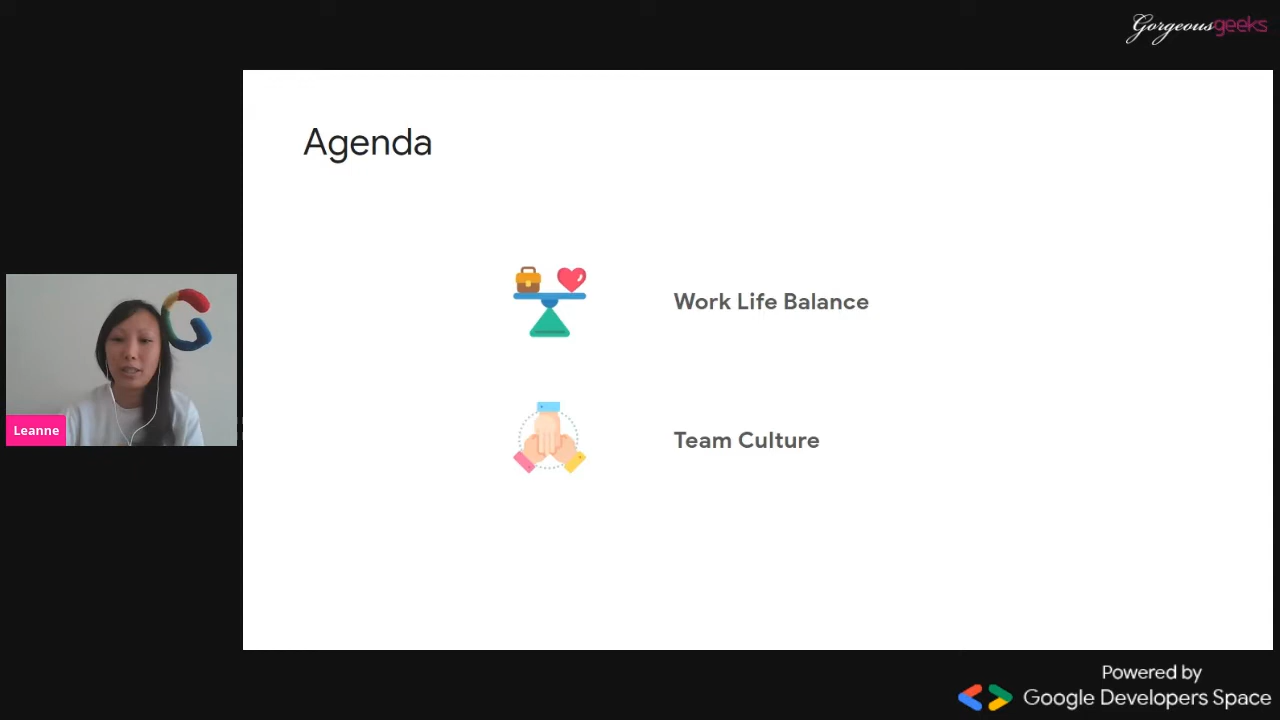 Gorgeousgeeks
Agenda
Work Life Balance
Team Culture
Leanne
Powered by
Google Developers Space